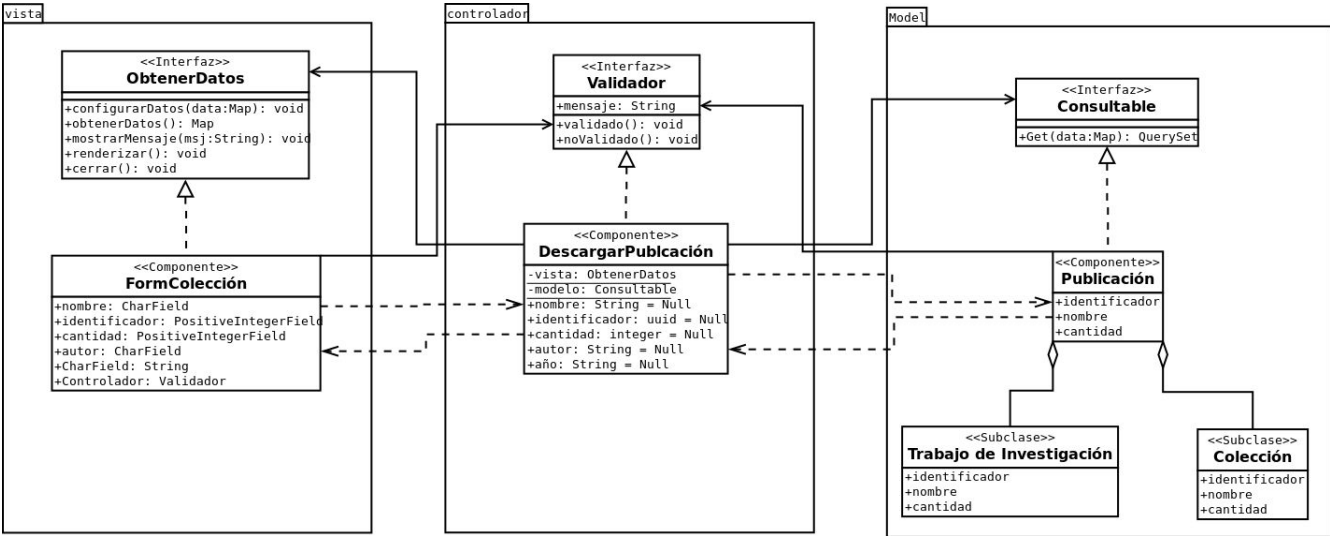 vista
<<Interfaz>>
ObtenerDatos
+configurarDatos(data:Map): void
+obtenerDatos(): Map
+mostrarMensaje(msj:String): void
+renderizar(): void
+cerrar(): void
<<Componente>>
FormColección
+nombre: CharField
+identificador: PositiveIntegerField
+cantidad: PositiveIntegerField
+autor: CharField
+CharField: String
+Controlador: Validador
controlador
<<Interfaz>>
Validador
+mensaje: String
+validado(): void
+noValidado(): void
<<Componente>>
DescargarPublcación
-vista: ObtenerDatos
-modelo: Consultable
+nombre: String = Null
+identificador: uuid = Null
+cantidad: integer = Null
+autor: String = Null
+año: String = Null
Model
<<Interfaz>>
Consultable
+Get(data:Map): QuerySet
<<Componente>>
Publicación
+identificador
+nombre
+cantidad
<<Subclase>>
Trabajo de Investigación
+identificador
+nombre
+cantidad
<<Subclase>>
Colección
+identificador
+nombre
+cantidad